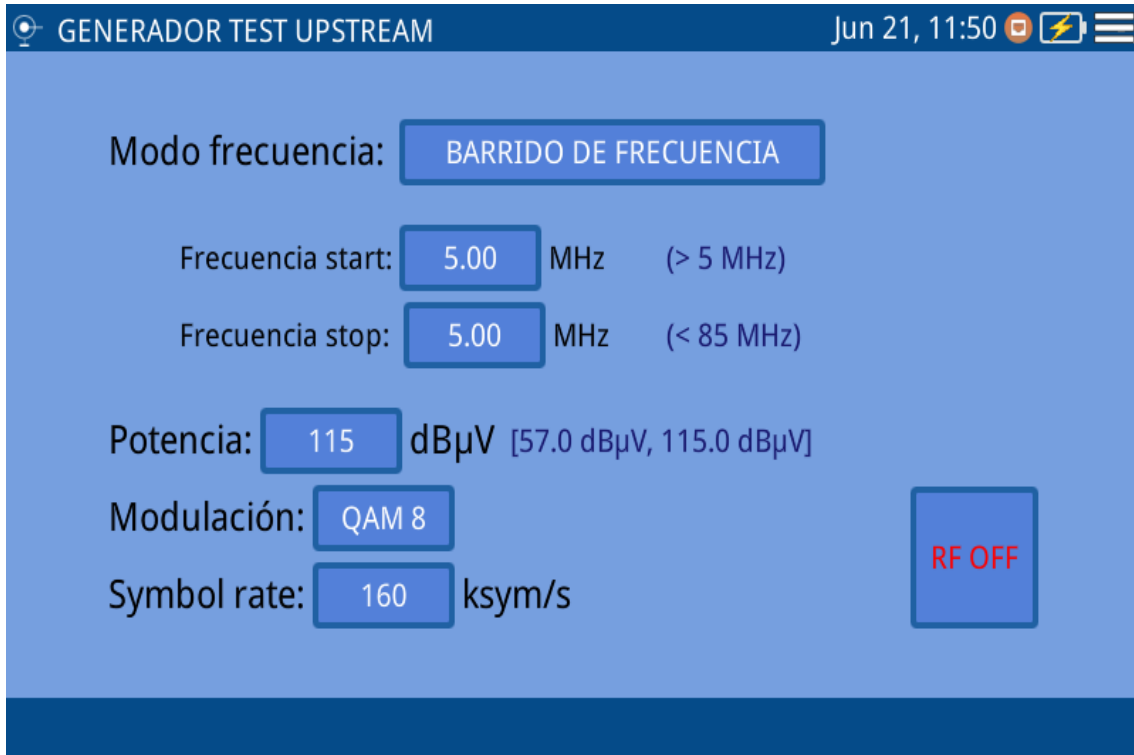 GENERADOR TEST UPSTREAM Jun 21, 11:50
Modo frecuencia: BARRIDO DE FRECUENCIA
Frecuencia start: 5.00 MHz (> 5 MHz)
Frecuencia stop: 5.00 MHz (< 85 MHz)
Potencia: 115 dBµV [57.0 dBµV, 115.0 dBµV]
Modulación: QAM 8
RF OFF
Symbol rate: 160 ksym/s